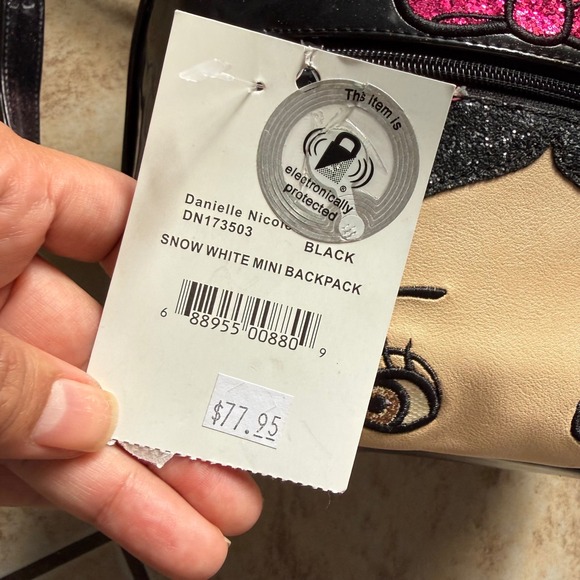 This item is
electronically
protected
®
Danielle Nicole
DN173503
BLACK
SNOW WHITE MINI BACKPACK
6 88955 00880 9
$77.95